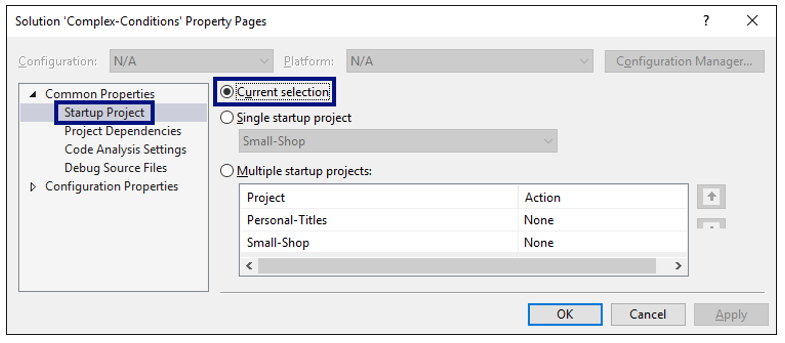 Solution 'Complex-Conditions' Property Pages
? ×
Configuration: N/A Platform: N/A Configuration Manager...
Common Properties
Startup Project
Project Dependencies
Code Analysis Settings
Debug Source Files
Configuration Properties
Current selection
Single startup project
Small-Shop
Multiple startup projects:
Project Action
Personal-Titles None
Small-Shop None
OK Cancel Apply